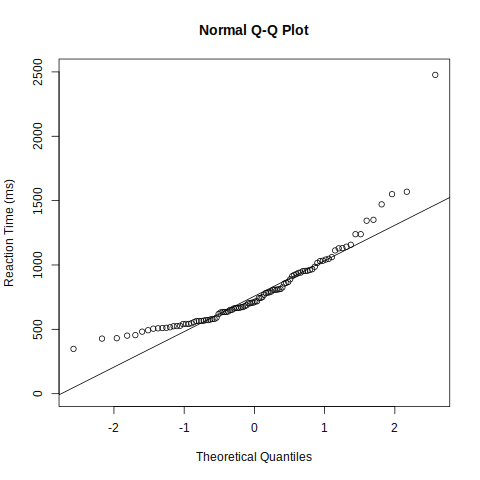 Normal Q-Q Plot
Reaction Time (ms)
2500
2000
1500
1000
500
0
-2 -1 0 1 2
Theoretical Quantiles